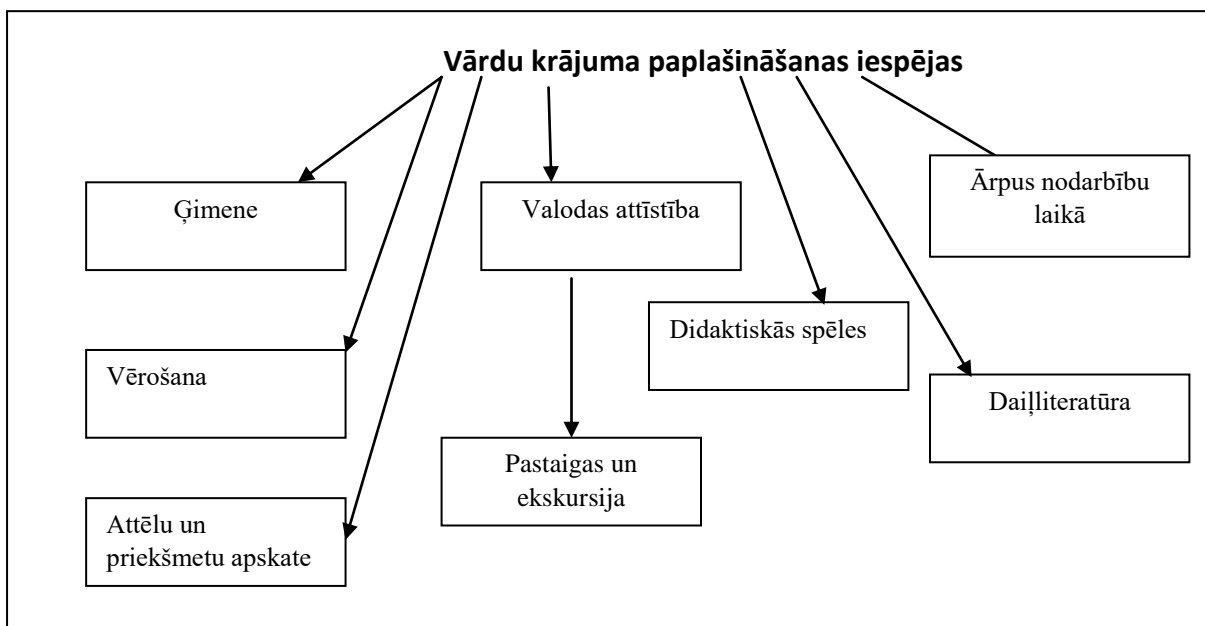 Vārdu krājuma paplašināšanas iespējas
Ģimene
Valodas attīstība
Ārpus nodarbību
laikā
Didaktiskās spēles
Vērošana
Daiļliteratūra
Pastaigas un
ekskursija
Attēlu un
priekšmetu apskate